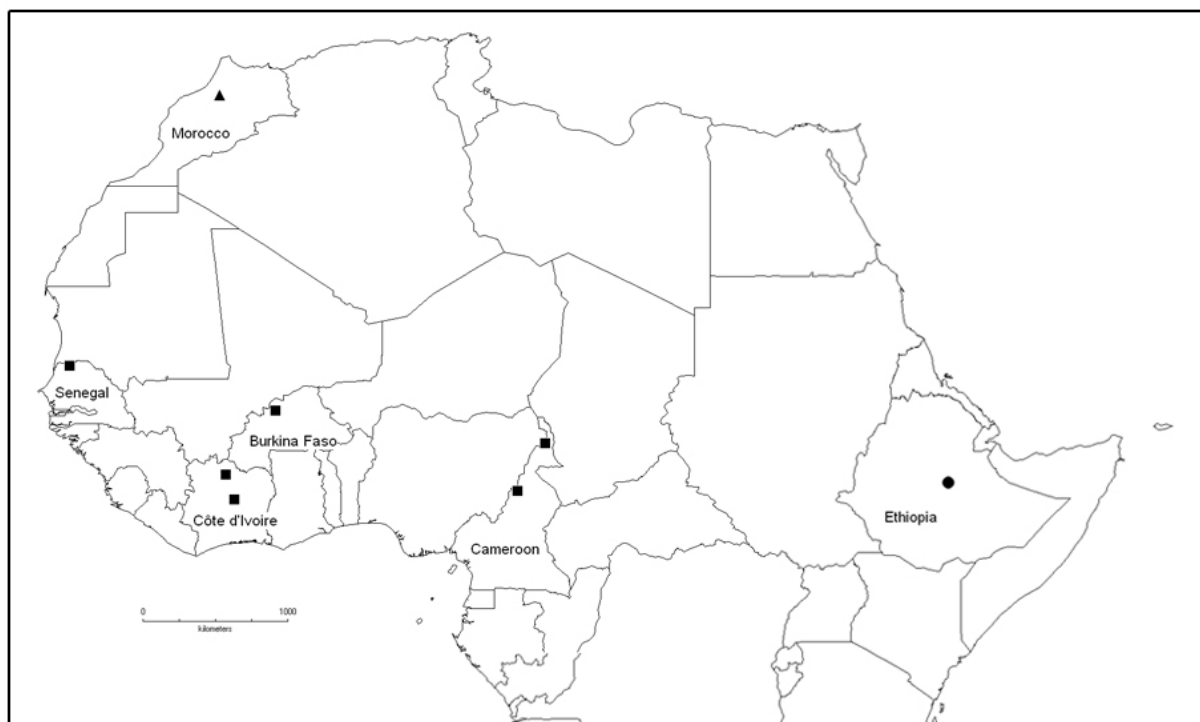 Morocco
Senegal
Burkina Faso
Côte d'Ivoire
Cameroon
Ethiopia
0 1000
kilometers